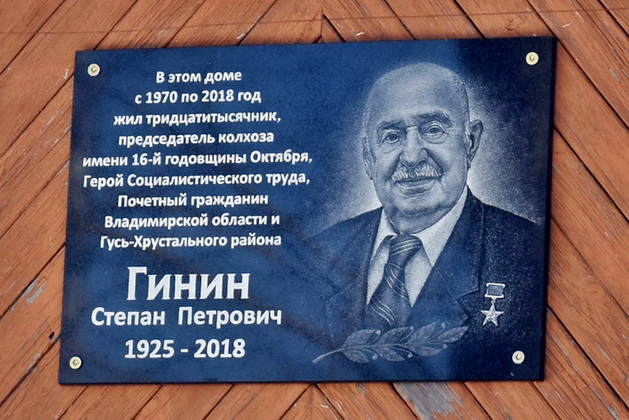 В этом доме
с 1970 по 2018 год
жил тридцатитысячник,
председатель колхоза
имени 16-й годовщины Октября,
Герой Социалистического труда,
Почетный гражданин
Владимирской области и
Гусь-Хрустального района
Гинин
Степан Петрович
1925 - 2018